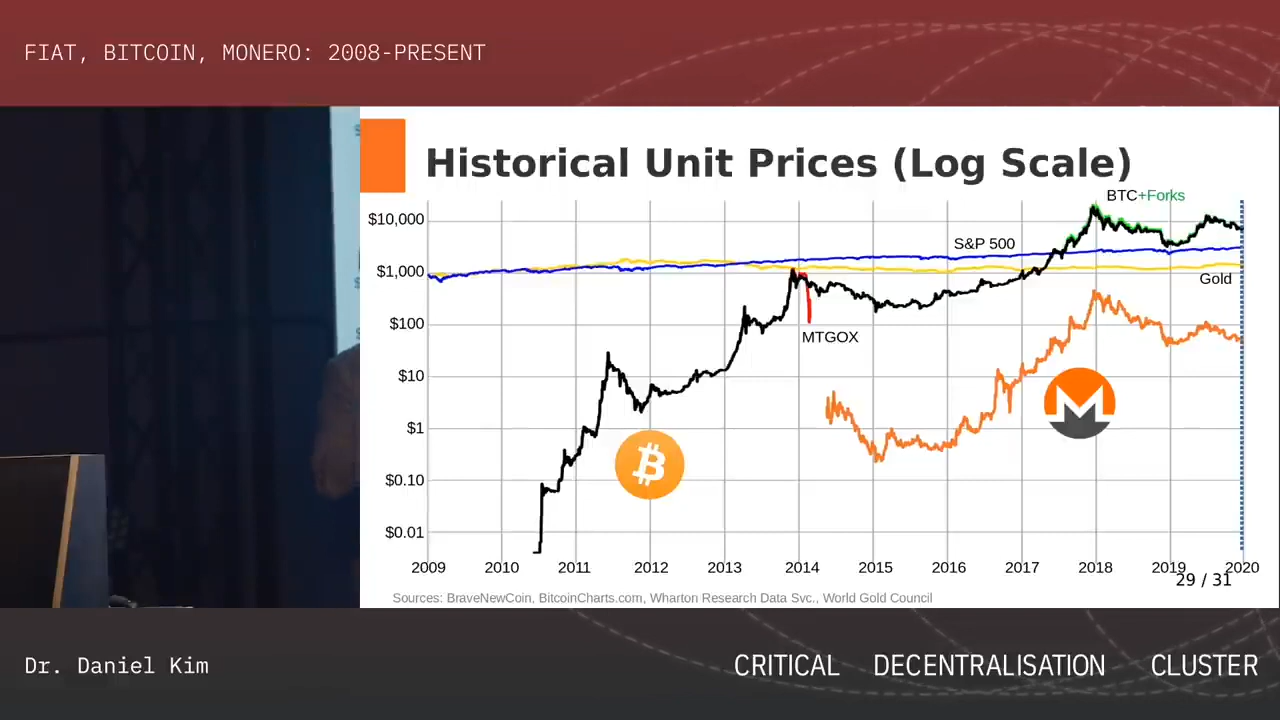 FIAT, BITCOIN, MONERO: 2008-PRESENT
Historical Unit Prices (Log Scale)
BTC+Forks
$10,000
S&P 500
$1,000
Gold
$100
MTGOX
$10
$1
$0.10
$0.01
2009 2010 2011 2012 2013 2014 2015 2016 2017 2018 2019 2020
29 / 31
Sources: BraveNewCoin, BitcoinCharts.com, Wharton Research Data Svc., World Gold Council
Dr. Daniel Kim
CRITICAL DECENTRALISATION CLUSTER